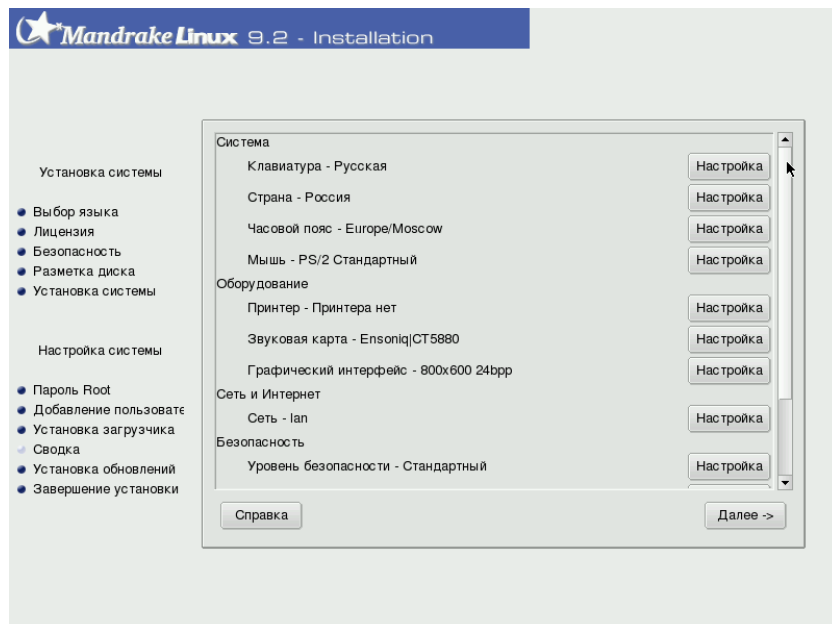 MandrakeLinux 9.2 - Installation
Установка системы
Выбор языка
Лицензия
Безопасность
Разметка диска
Установка системы
Настройка системы
Пароль Root
Добавление пользовате
Установка загрузчика
Сводка
Установка обновлений
Завершение установки
Система
Клавиатура - Русская Настройка
Страна - Россия Настройка
Часовой пояс - Europe/Moscow Настройка
Мышь - PS/2 Стандартный Настройка
Оборудование
Принтер - Принтера нет Настройка
Звуковая карта - Ensoniq|CT5880 Настройка
Графический интерфейс - 800x600 24bpp Настройка
Сеть и Интернет
Сеть - lan Настройка
Безопасность
Уровень безопасности - Стандартный Настройка
Справка Далее ->